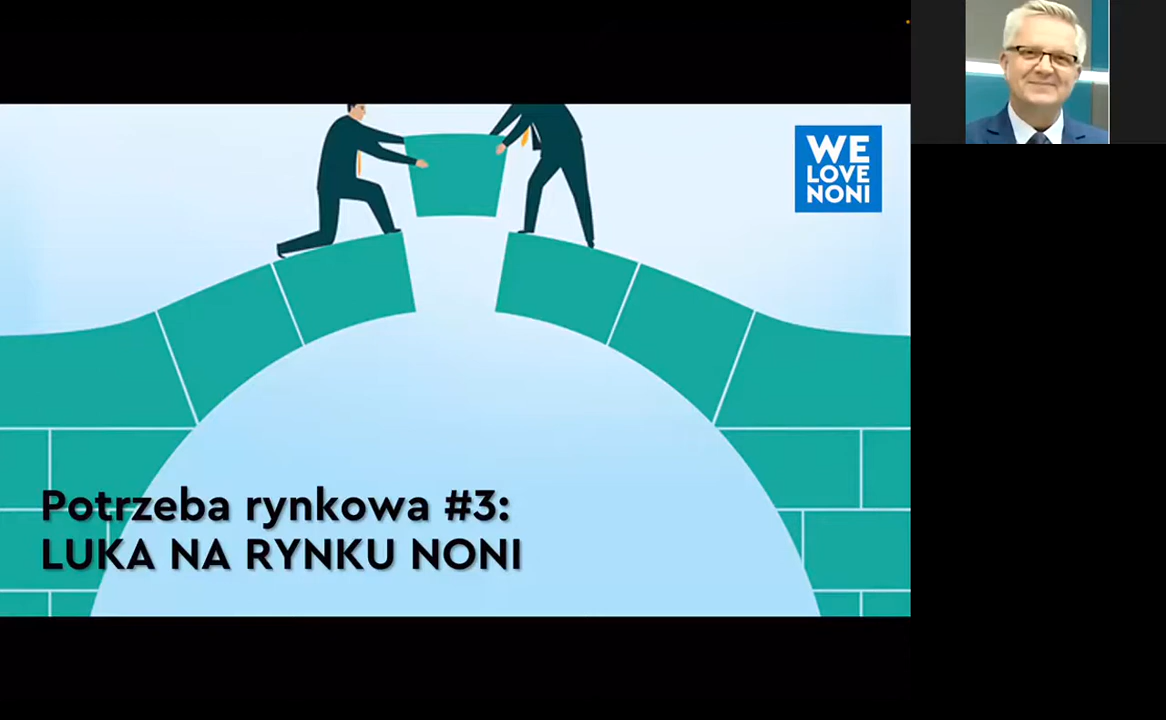 WE
LOVE
NONI
Potrzeba rynkowa #3:
LUKA NA RYNKU NONI